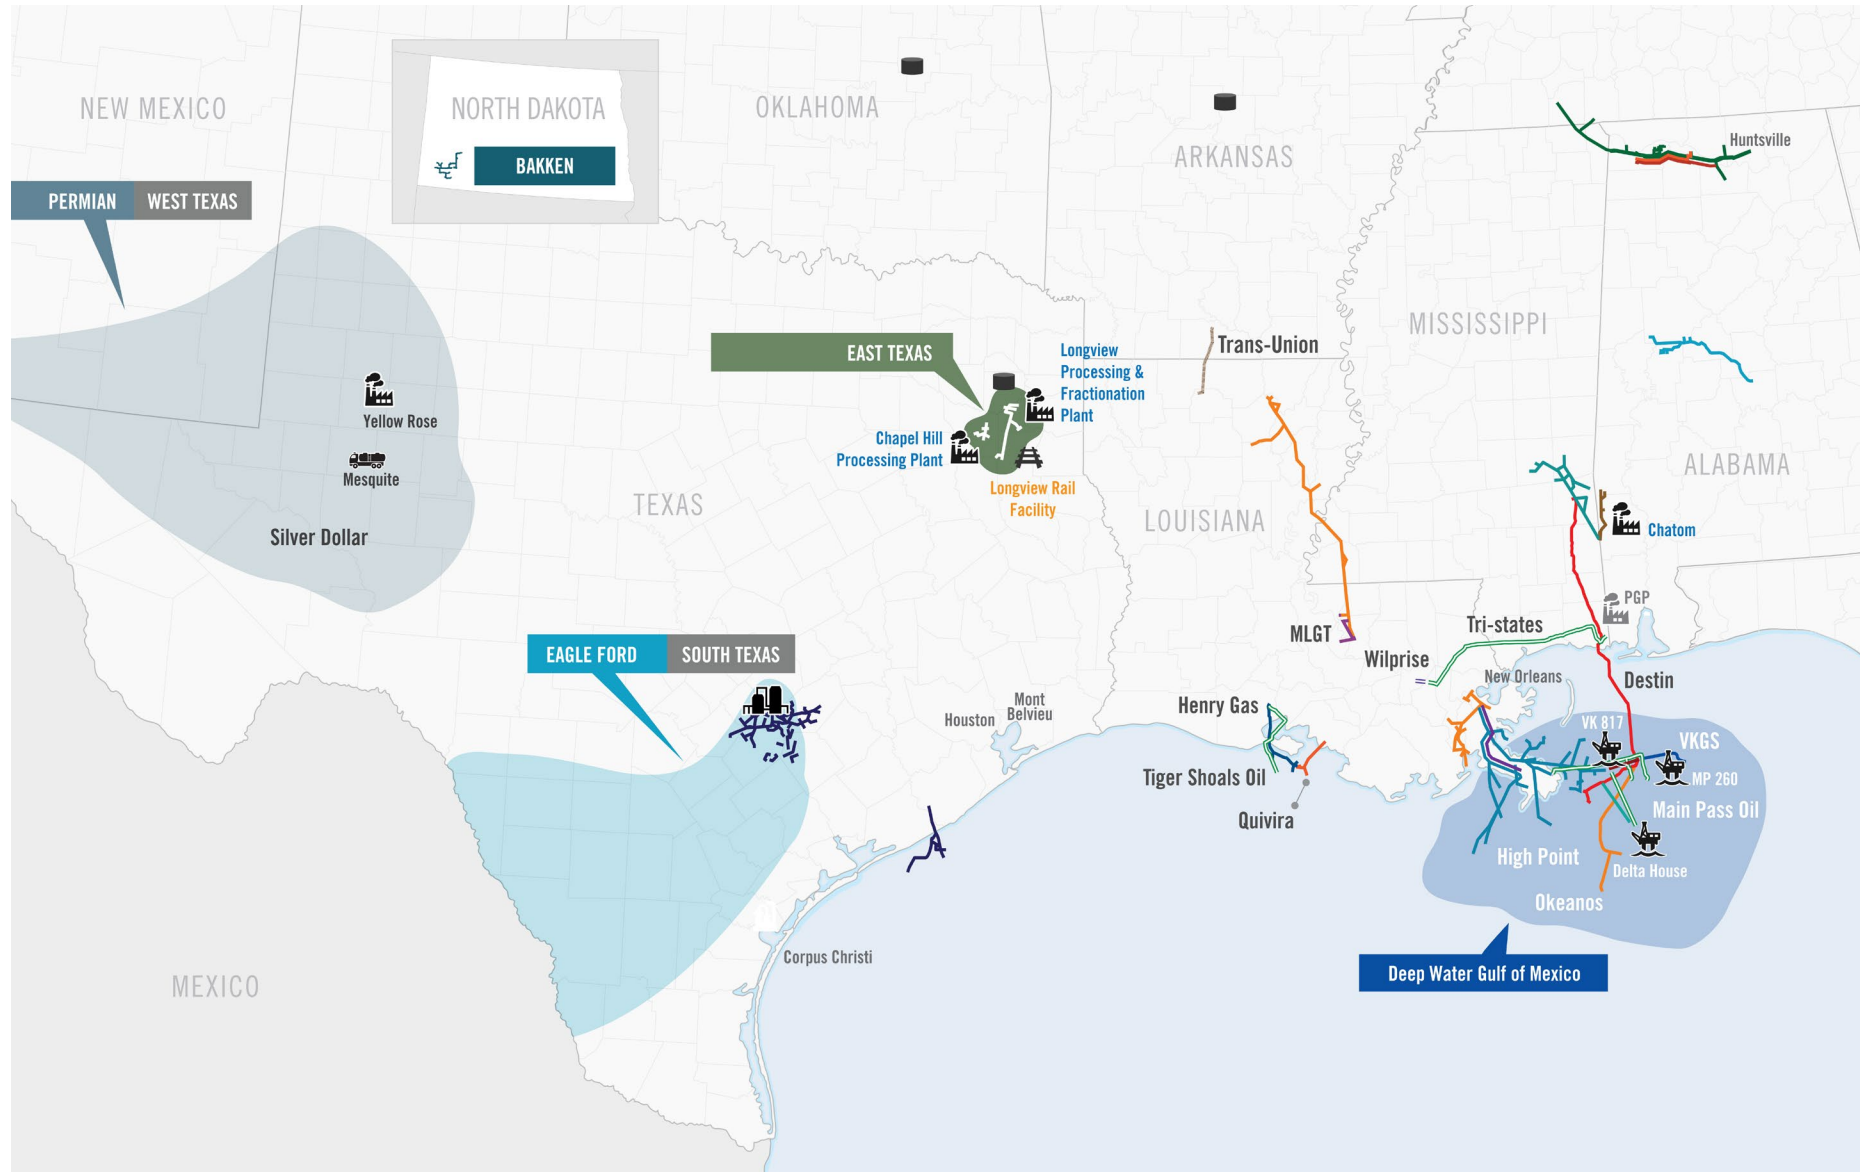 NEW MEXICO
NORTH DAKOTA
BAKKEN
OKLAHOMA
ARKANSAS
Huntsville
PERMIAN
WEST TEXAS
Yellow Rose
Mesquite
Silver Dollar
EAST TEXAS
Longview
Processing &
Fractionation
Plant
Chapel Hill
Processing Plant
Longview Rail
Facility
TEXAS
Trans-Union
MISSISSIPPI
LOUISIANA
ALABAMA
Chatom
PGP
MLGT
Tri-states
Wilprise
New Orleans
Destin
EAGLE FORD
SOUTH TEXAS
Houston
Mont
Belvieu
Henry Gas
Tiger Shoals Oil
Quivira
VK 817
VKGS
MP 260
Main Pass Oil
High Point
Delta House
Okeanos
Deep Water Gulf of Mexico
Corpus Christi
MEXICO